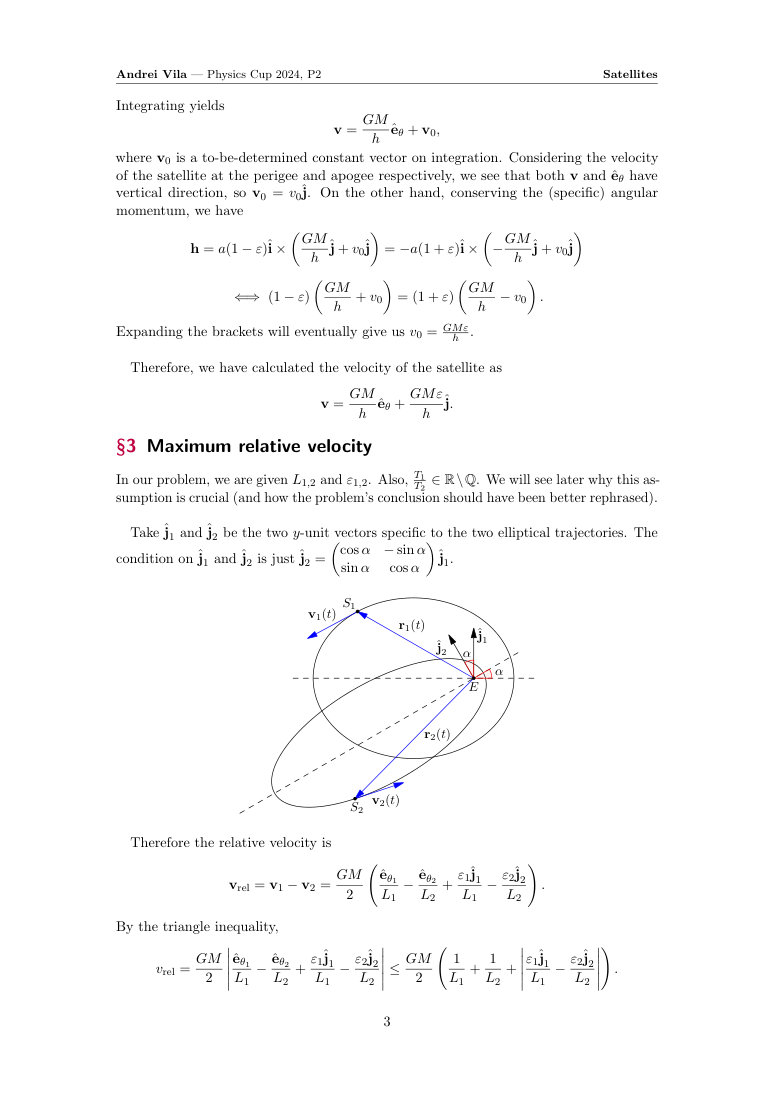 Andrei Vila — Physics Cup 2024, P2 Satellites
Integrating yields
v = GM/h ê_θ + v₀,
where v₀ is a to-be-determined constant vector on integration. Considering the velocity
of the satellite at the perigee and apogee respectively, we see that both v and ê_θ have
vertical direction, so v₀ = v₀ĵ. On the other hand, conserving the (specific) angular
momentum, we have
h = a(1 − ε)î × (GM/h ĵ + v₀ĵ) = −a(1 + ε)î × (−GM/h ĵ + v₀ĵ)
⟺ (1 − ε) (GM/h + v₀) = (1 + ε) (GM/h − v₀).
Expanding the brackets will eventually give us v₀ = GMε/h.
Therefore, we have calculated the velocity of the satellite as
v = GM/h ê_θ + GMε/h ĵ.
§3 Maximum relative velocity
In our problem, we are given L₁,₂ and ε₁,₂. Also, T₁/T₂ ∈ ℝ\ℚ. We will see later why this as-
sumption is crucial (and how the problem's conclusion should have been better rephrased).
Take ĵ₁ and ĵ₂ be the two y-unit vectors specific to the two elliptical trajectories. The
condition on ĵ₁ and ĵ₂ is just ĵ₂ = (cos α −sin α
sin α cos α) ĵ₁.
S₁
v₁(t)
r₁(t)
ĵ₁
ĵ₂
α
α
E
r₂(t)
v₂(t)
S₂
Therefore the relative velocity is
v_rel = v₁ − v₂ = GM/2 (ê_θ₁/L₁ − ê_θ₂/L₂ + ε₁ĵ₁/L₁ − ε₂ĵ₂/L₂).
By the triangle inequality,
v_rel = GM/2 |ê_θ₁/L₁ − ê_θ₂/L₂ + ε₁ĵ₁/L₁ − ε₂ĵ₂/L₂| ≤ GM/2 (1/L₁ + 1/L₂ + |ε₁ĵ₁/L₁ − ε₂ĵ₂/L₂|).
3